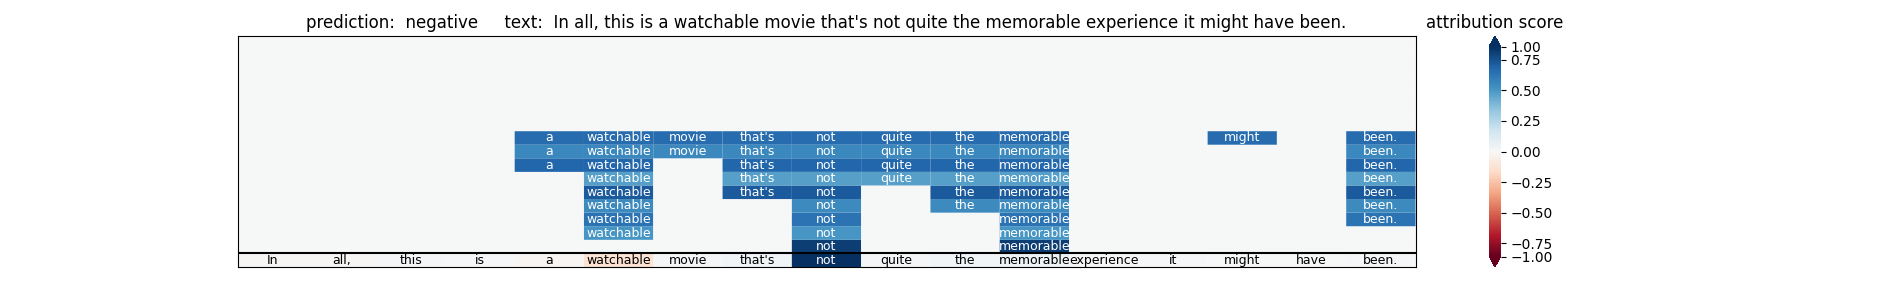 prediction: negative text: In all, this is a watchable movie that's not quite the memorable experience it might have been. attribution score
1.00
0.75
0.50
0.25
0.00
−0.25
−0.50
−0.75
−1.00
a watchable movie that's not quite the memorable might been.
a watchable movie that's not quite the memorable been.
a watchable that's not quite the memorable been.
watchable that's not quite the memorable been.
watchable that's not the memorable been.
watchable not the memorable been.
watchable not memorable been.
watchable not memorable
not memorable
In all, this is a watchable movie that's not quite the memorable experience it might have been.